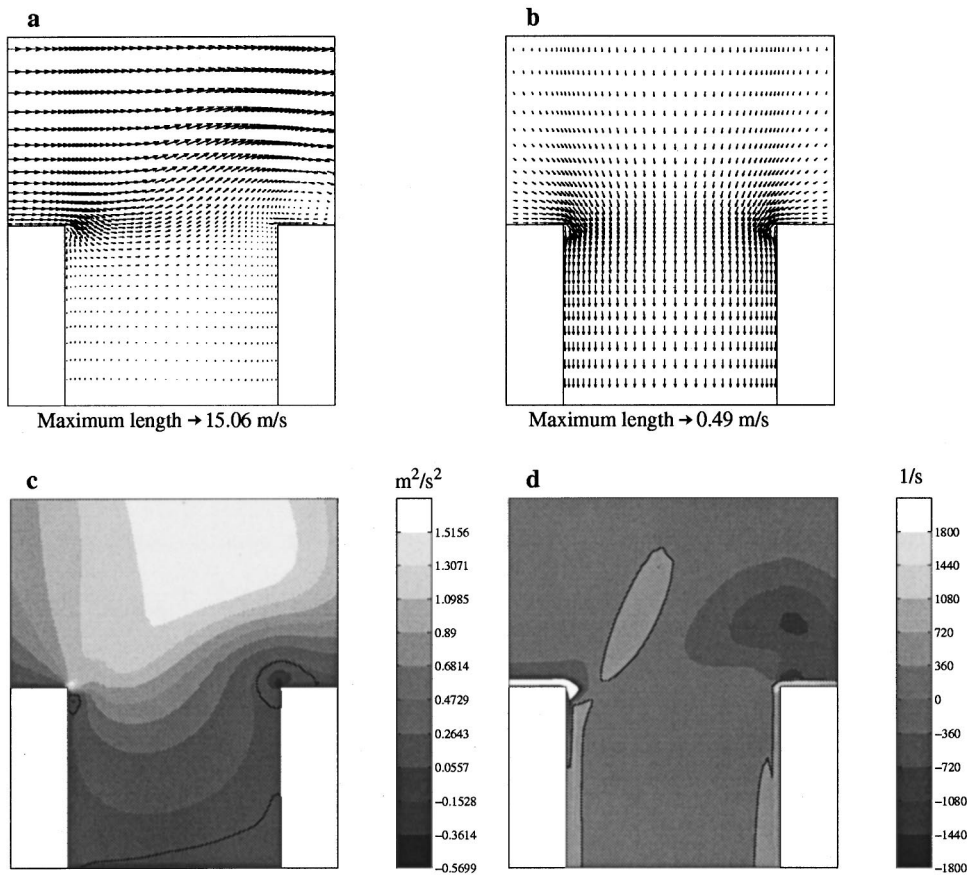 a
b
Maximum length → 15.06 m/s
Maximum length → 0.49 m/s
c
m²/s²
1.5156
1.3071
1.0985
0.89
0.6814
0.4729
0.2643
0.0557
−0.1528
−0.3614
−0.5699
d
1/s
1800
1440
1080
720
360
0
−360
−720
−1080
−1440
−1800